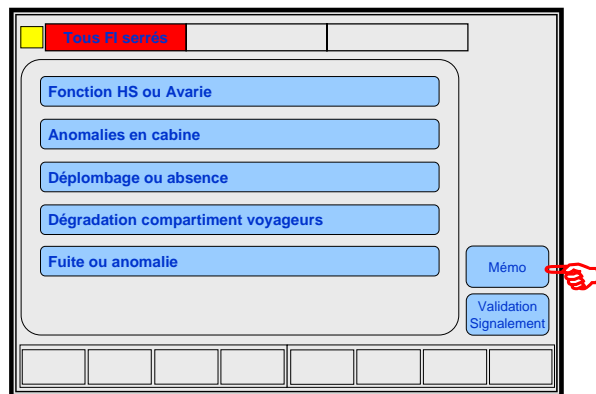 Tous FI serrés
Fonction HS ou Avarie
Anomalies en cabine
Déplombage ou absence
Dégradation compartiment voyageurs
Fuite ou anomalie
Mémo
Validation
Signalement